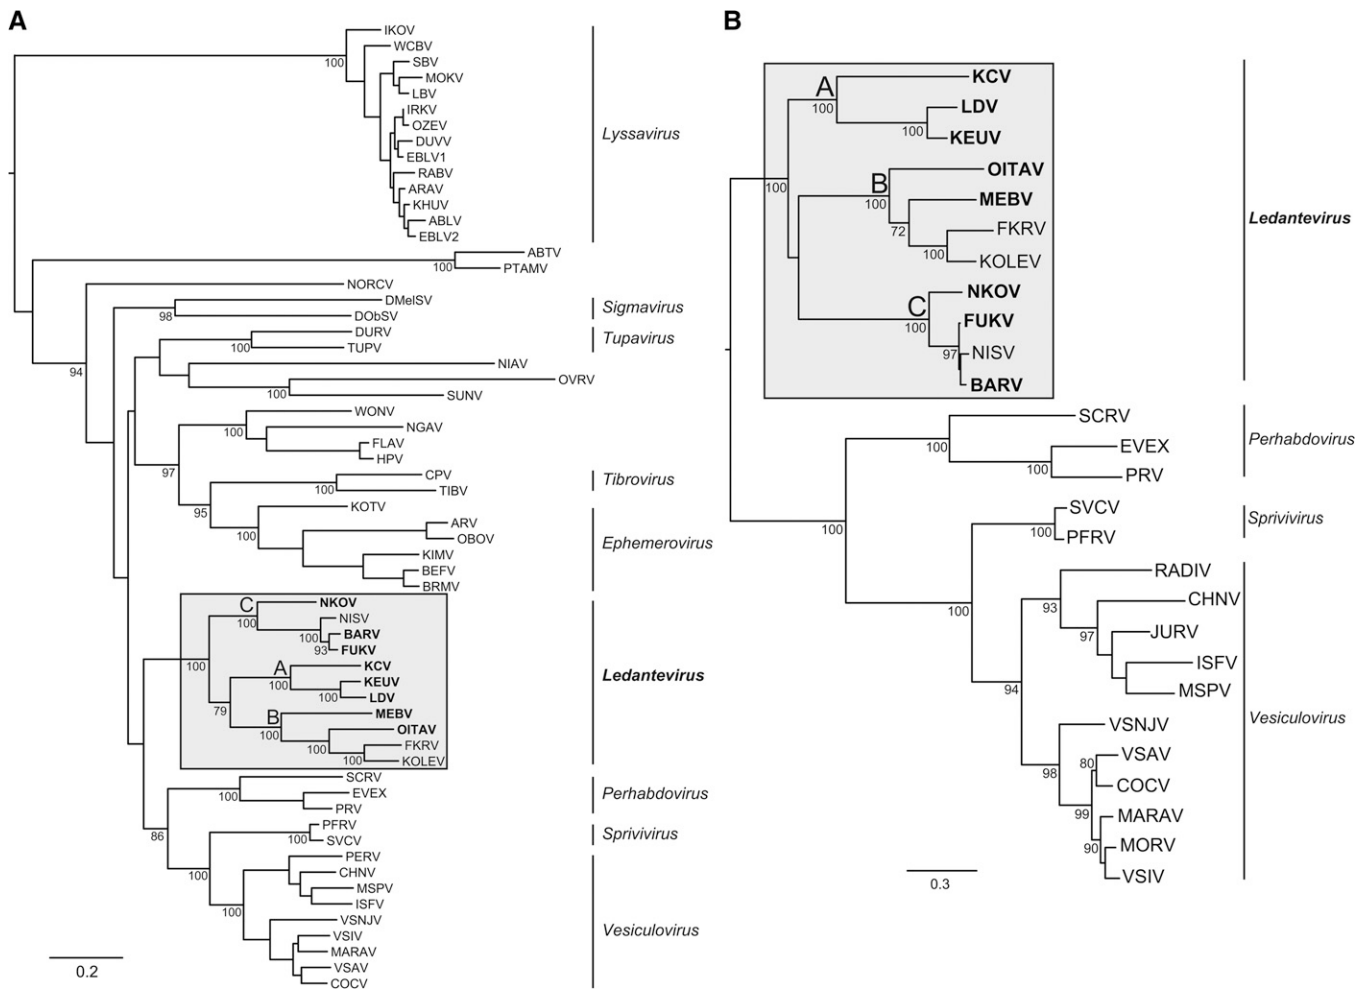 A
IKOV
WCBV
SBV
100
MOKV
LBV
IRKV
OZEV
Lyssavirus
DUVV
EBLV1
RABV
ARAV
KHUV
ABLV
EBLV2
ABTV
100
PTAMV
NORCV
DMelSV
Sigmavirus
98
DObSV
DURV
Tupavirus
100
TUPV
94
NIAV
OVRV
100
SUNV
WONV
100
NGAV
FLAV
97
HPV
CPV
Tibrovirus
100
TIBV
95
KOTV
100
ARV
OBOV
Ephemerovirus
KIMV
BEFV
BRMV
C
NKOV
100
NISV
100
BARV
93
FUKV
100
A
KCV
100
KEUV
Ledantevirus
100
LDV
79
B
MEBV
100
OITAV
100
FKRV
100
KOLEV
SCRV
100
EVEX
Perhabdovirus
PRV
86
PFRV
Sprivivirus
100
SVCV
100
PERV
CHNV
MSPV
100
ISFV
VSNJV
Vesiculovirus
VSIV
MARAV
VSAV
COCV
0.2
B
A
KCV
100
LDV
100
KEUV
100
OITAV
B
100
MEBV
Ledantevirus
72
FKRV
100
KOLEV
C
NKOV
100
FUKV
97
NISV
BARV
SCRV
100
EVEX
Perhabdovirus
100
PRV
100
SVCV
Sprivivirus
100
PFRV
RADIV
100
93
CHNV
97
JURV
ISFV
94
MSPV
Vesiculovirus
VSNJV
98
80
VSAV
COCV
99
MARAV
90
MORV
VSIV
0.3